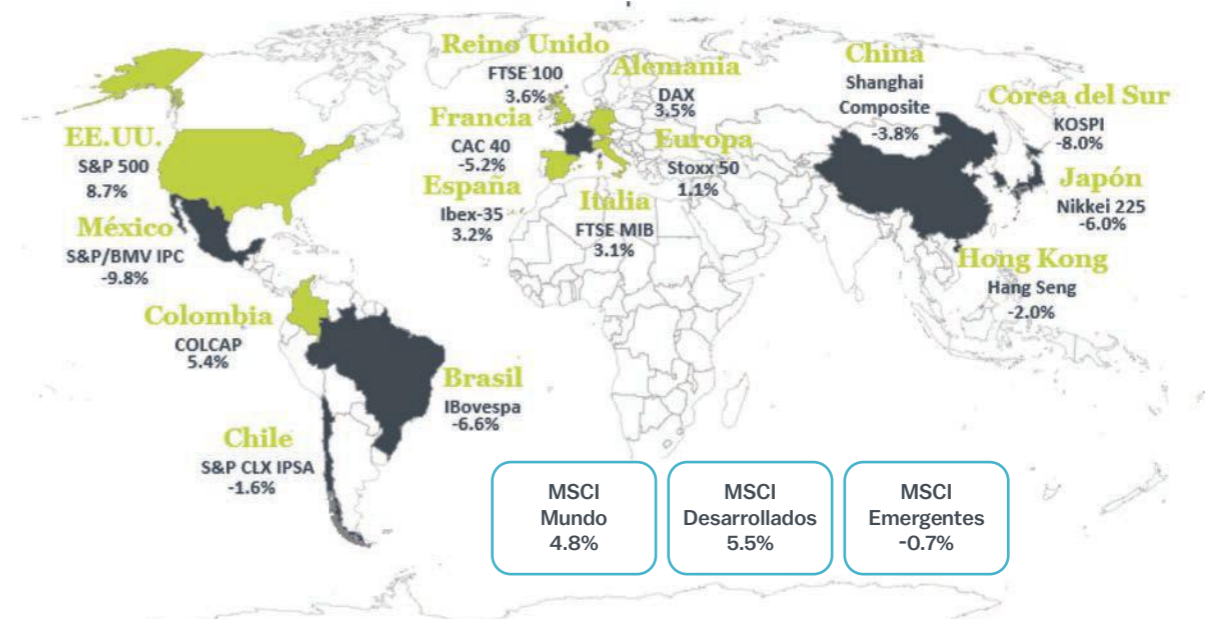 Reino Unido
FTSE 100
3.6%
Alemania
DAX
3.5%
China
Shanghai
Composite
-3.8%
Corea del Sur
KOSPI
-8.0%
EE.UU.
S&P 500
8.7%
Francia
CAC 40
-5.2%
Europa
Stoxx 50
1.1%
Japón
Nikkei 225
-6.0%
México
S&P/BMV IPC
-9.8%
España
Ibex-35
3.2%
Italia
FTSE MIB
3.1%
Hong Kong
Hang Seng
-2.0%
Colombia
COLCAP
5.4%
Brasil
IBovespa
-6.6%
Chile
S&P CLX IPSA
-1.6%
MSCI
Mundo
4.8%
MSCI
Desarrollados
5.5%
MSCI
Emergentes
-0.7%